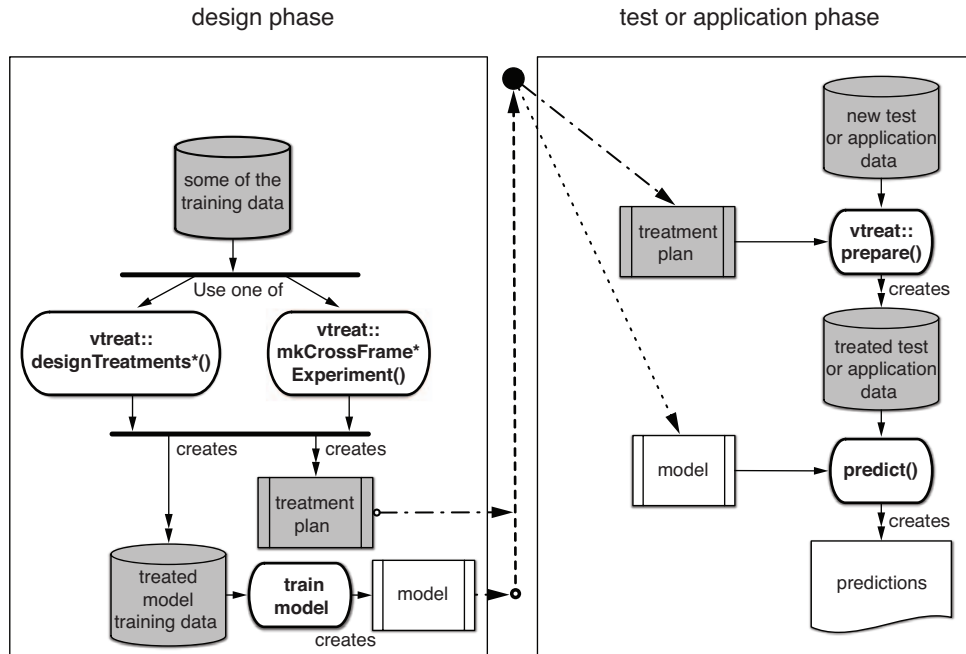 design phase
some of the
training data
Use one of
vtreat::
designTreatments*()
vtreat::
mkCrossFrame*
Experiment()
creates
creates
treatment
plan
treated
model
training data
train
model
creates
model
test or application phase
new test
or application
data
treatment
plan
vtreat::
prepare()
creates
treated test
or application
data
model
predict()
creates
predictions